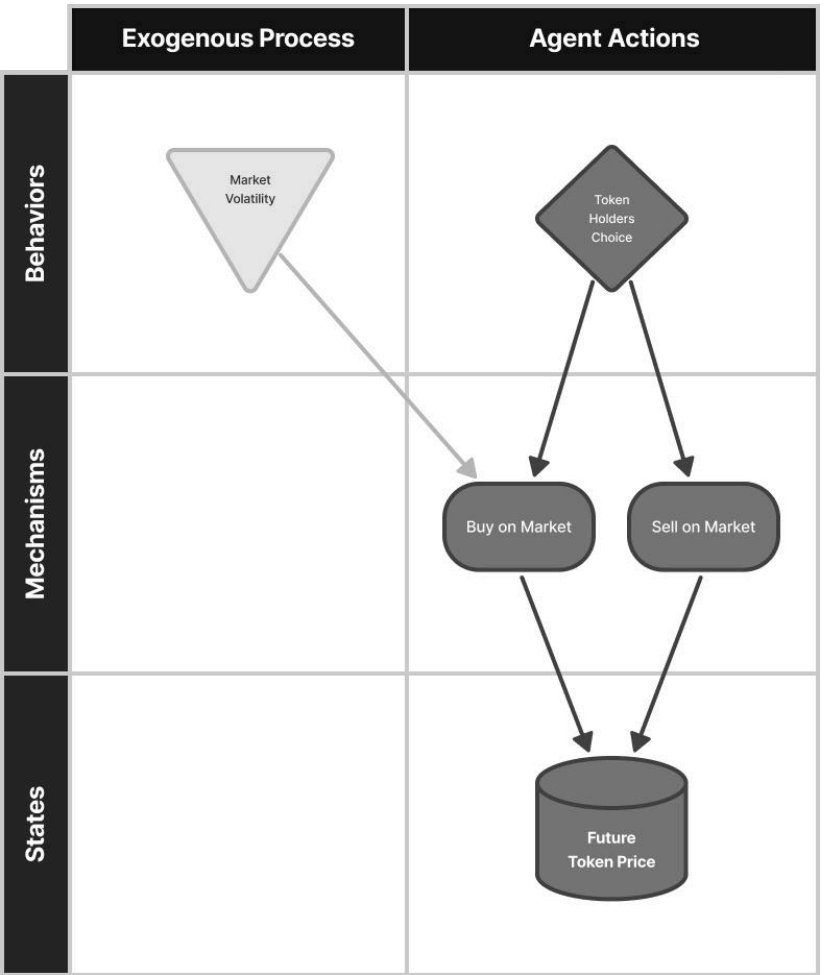 Exogenous Process
Agent Actions
Behaviors
Market
Volatility
Token
Holders
Choice
Mechanisms
Buy on Market
Sell on Market
States
Future
Token Price